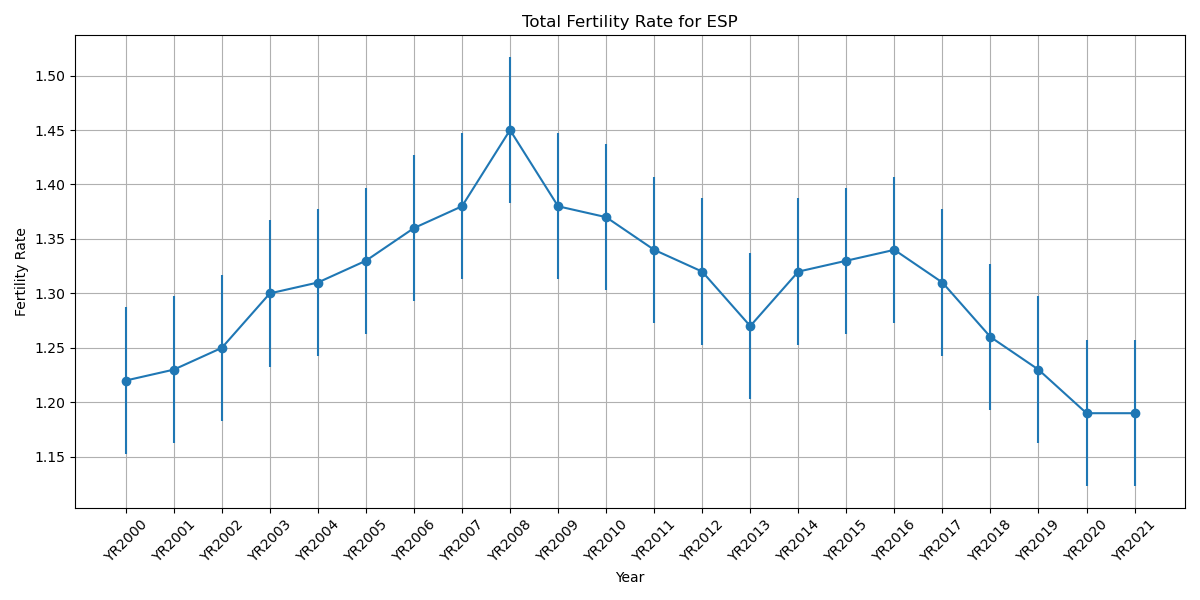 Total Fertility Rate for ESP
Fertility Rate
1.50
1.45
1.40
1.35
1.30
1.25
1.20
1.15
YR2000
YR2001
YR2002
YR2003
YR2004
YR2005
YR2006
YR2007
YR2008
YR2009
YR2010
YR2011
YR2012
YR2013
YR2014
YR2015
YR2016
YR2017
YR2018
YR2019
YR2020
YR2021
Year